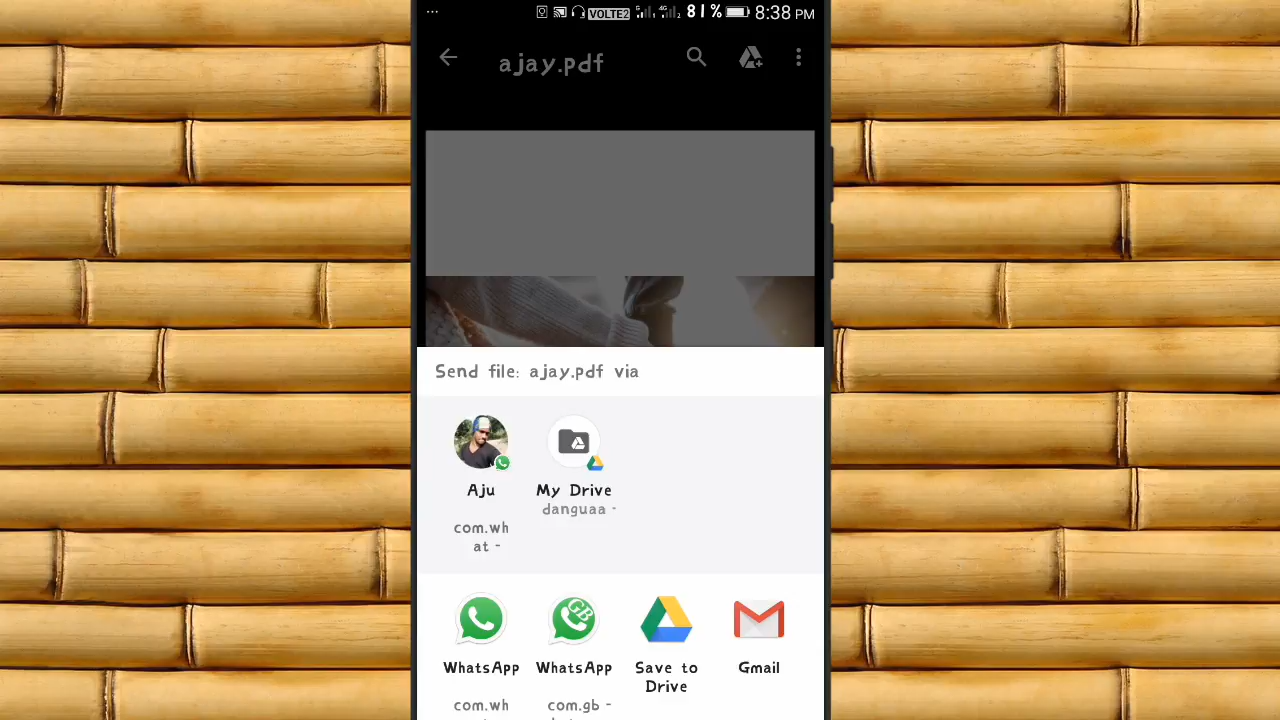 ... VOLTE2 81% 8:38 PM
ajay.pdf
Send file: ajay.pdf via
Aju My Drive
danguaa -
com.wh
at -
GB
WhatsApp WhatsApp Save to Gmail
Drive
com.wh com.gb -